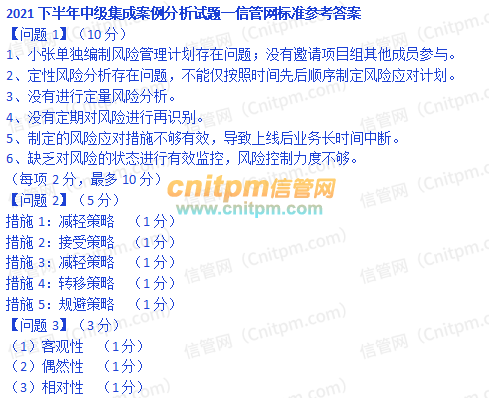 2021 下半年中级集成案例分析试题一信管网标准参考答案
【问题 1】（10 分）
1、小张单独编制风险管理计划存在问题；没有邀请项目组其他成员参与。
2、定性风险分析存在问题，不能仅按照时间先后顺序制定风险应对计划。
3、没有进行定量风险分析。
4、没有定期对风险进行再识别。
5、制定的风险应对措施不够有效，导致上线后业务长时间中断。
6、缺乏对风险的状态进行有效监控，风险控制力度不够。
（每项 2 分，最多 10 分）
cnitpm信管网
www.cnitpm.com
【问题 2】（5 分）
措施 1：减轻策略　（1 分）
措施 2：接受策略　（1 分）
措施 3：减轻策略　（1 分）
措施 4：转移策略　（1 分）
措施 5：规避策略　（1 分）
【问题 3】（3 分）
（1）客观性　（1 分）
（2）偶然性　（1 分）
（3）相对性　（1 分）
信管网（Cnitpm.com）